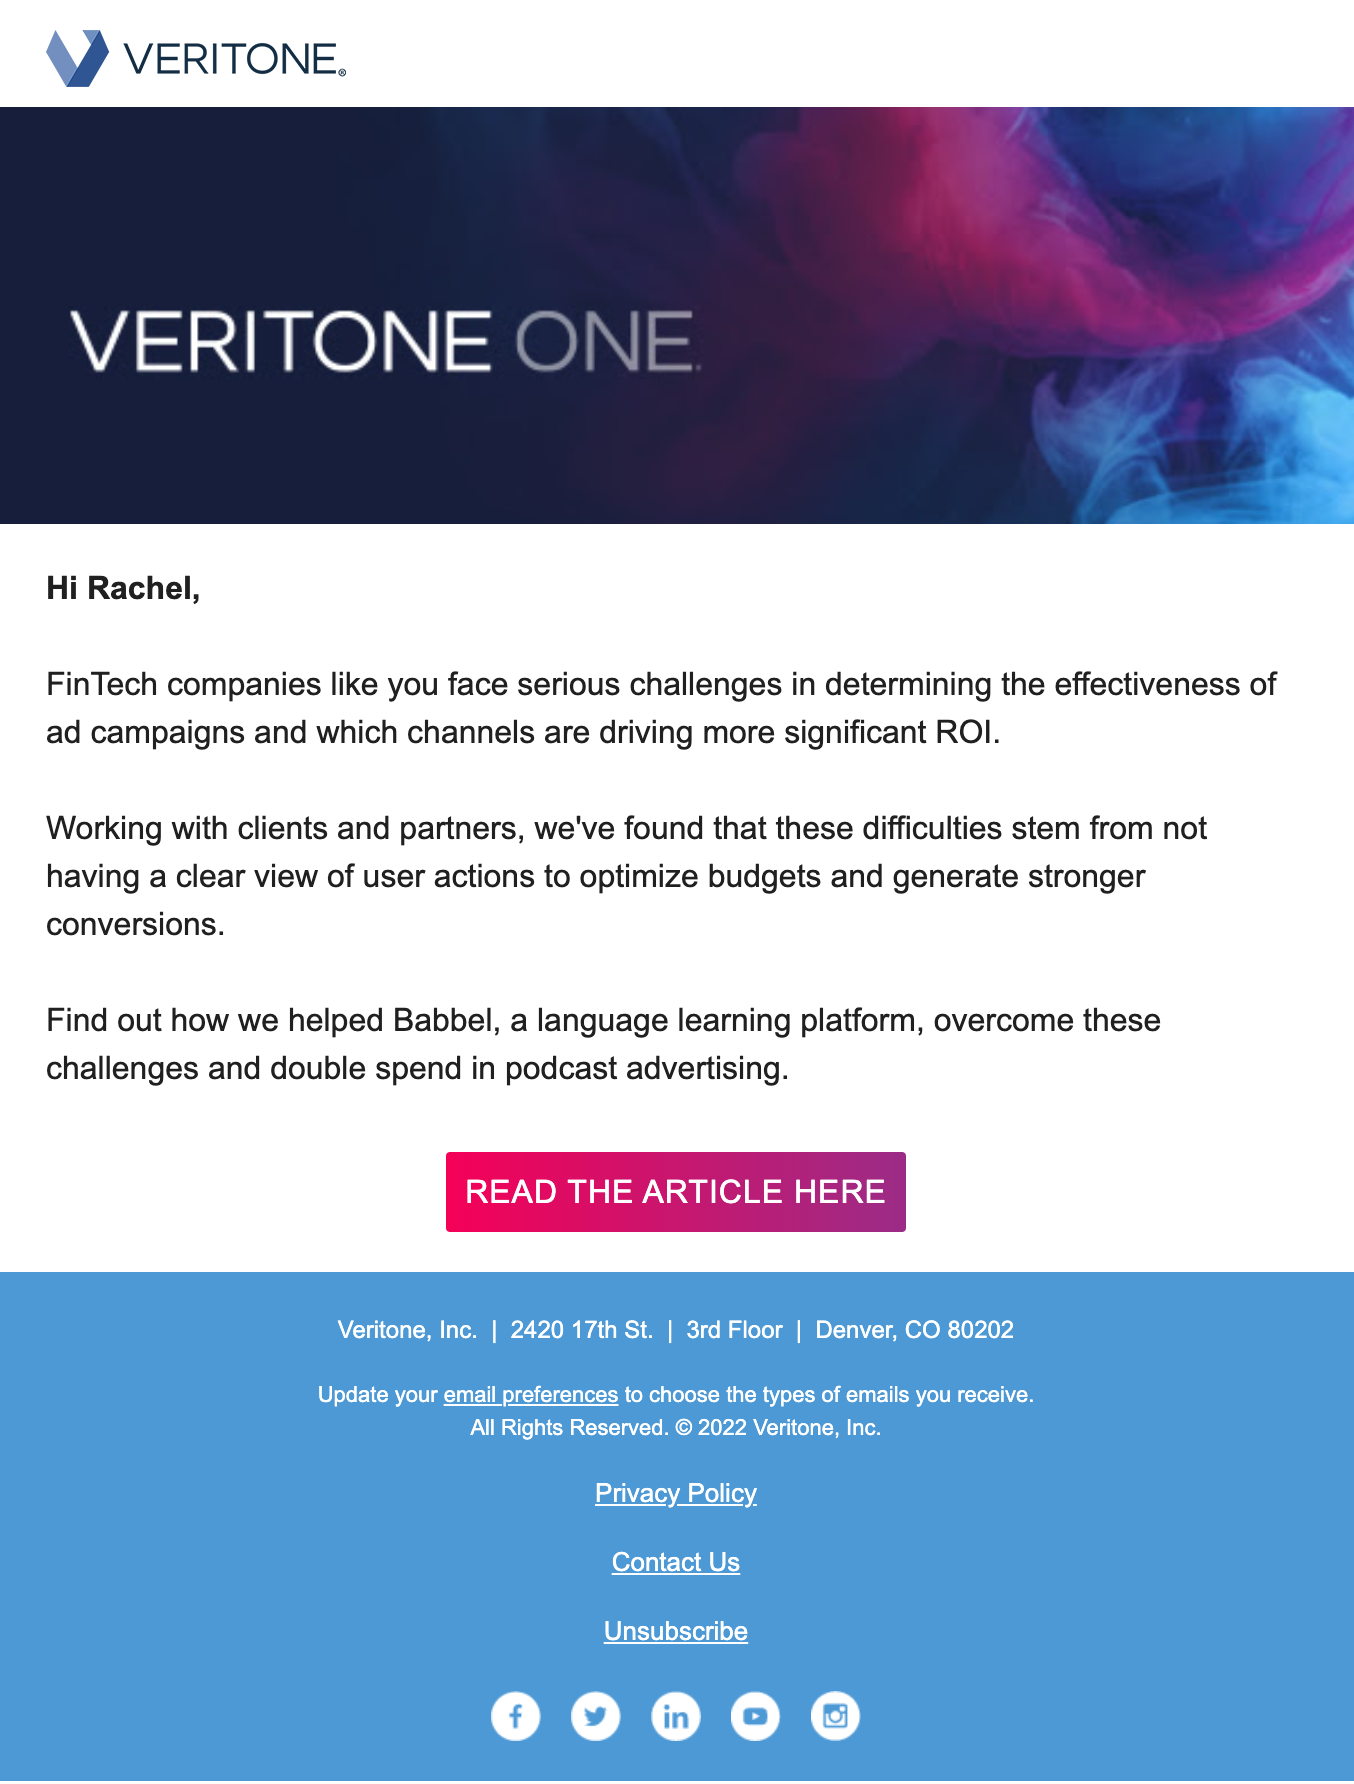 VERITONE®
VERITONE ONE.
Hi Rachel,
FinTech companies like you face serious challenges in determining the effectiveness of
ad campaigns and which channels are driving more significant ROI.
Working with clients and partners, we've found that these difficulties stem from not
having a clear view of user actions to optimize budgets and generate stronger
conversions.
Find out how we helped Babbel, a language learning platform, overcome these
challenges and double spend in podcast advertising.
READ THE ARTICLE HERE
Veritone, Inc. | 2420 17th St. | 3rd Floor | Denver, CO 80202
Update your email preferences to choose the types of emails you receive.
All Rights Reserved. © 2022 Veritone, Inc.
Privacy Policy
Contact Us
Unsubscribe